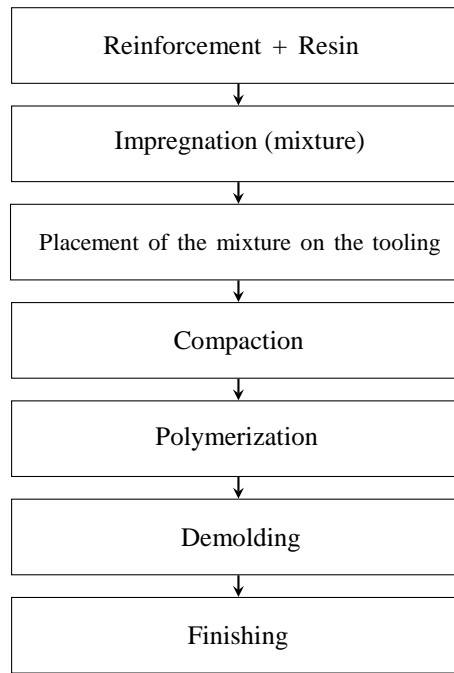 Reinforcement + Resin
Impregnation (mixture)
Placement of the mixture on the tooling
Compaction
Polymerization
Demolding
Finishing